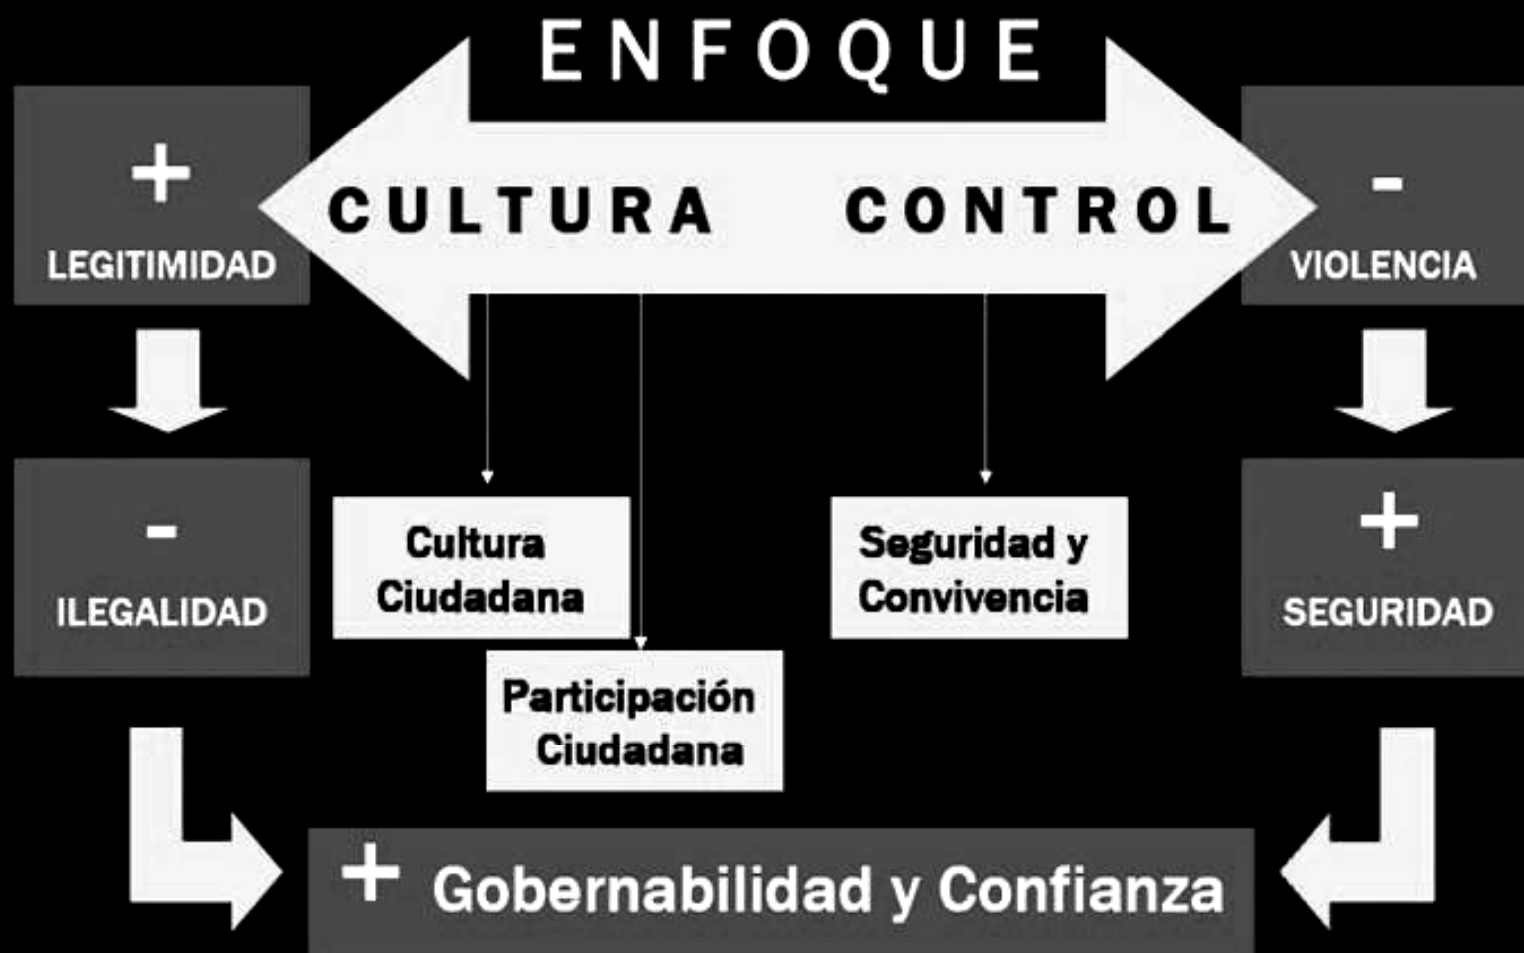 ENFOQUE
+
LEGITIMIDAD
CULTURA CONTROL
-
VIOLENCIA
-
ILEGALIDAD
Cultura
Ciudadana
Participación
Ciudadana
Seguridad y
Convivencia
+
SEGURIDAD
+ Gobernabilidad y Confianza